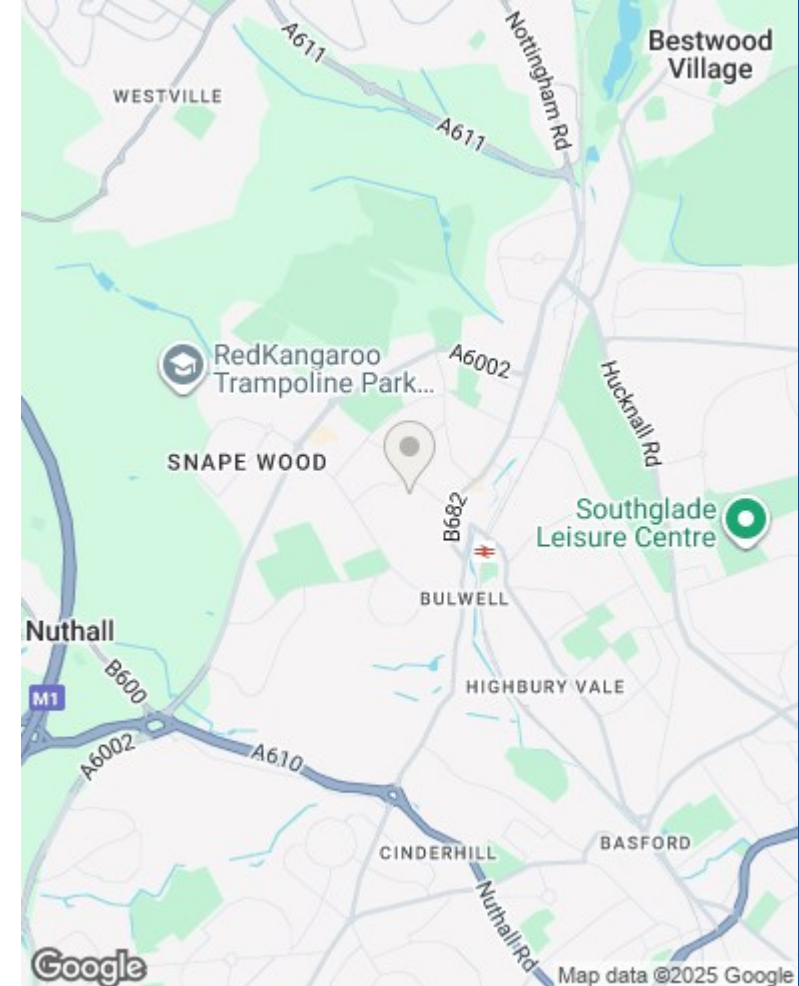 A611
Nottingham Rd
Bestwood
Village
WESTVILLE
A611
RedKangaroo
Trampoline Park...
A6002
Hucknall Rd
SNAPE WOOD
B682
Southglade
Leisure Centre
BULWELL
Nuthall
B600
HIGHBURY VALE
M1
A6002
A610
CINDERHILL
BASFORD
Nuthall Rd
Google
Map data ©2025 Google